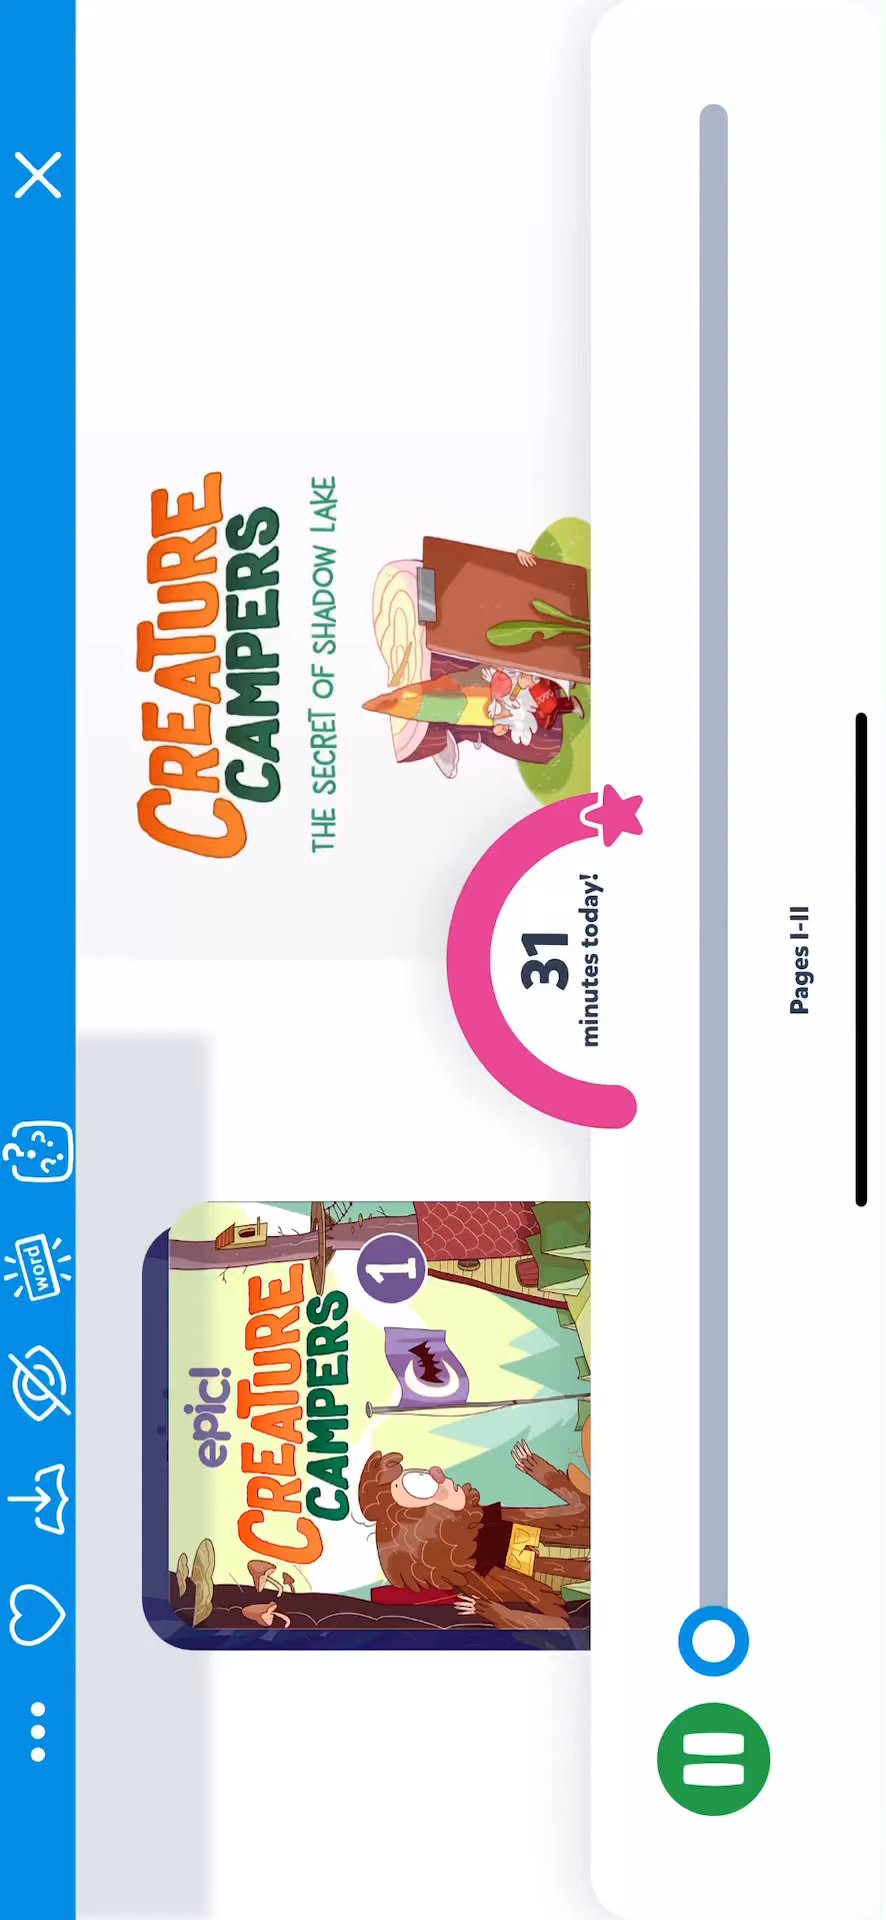 word
epic!
CREATURE
CAMPERS
1
CREATURE
CAMPERS
THE SECRET OF SHADOW LAKE
31
minutes today!
Pages I-II